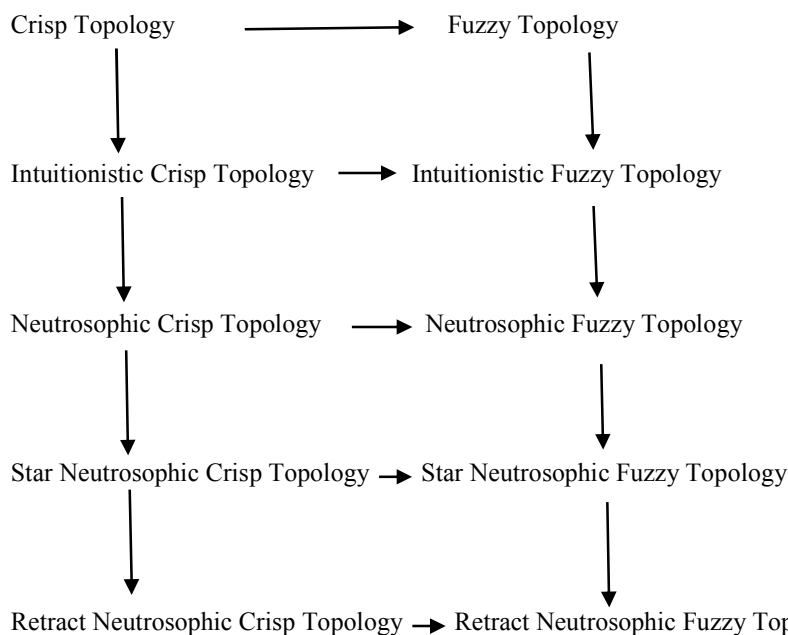 Crisp Topology Fuzzy Topology
Intuitionistic Crisp Topology Intuitionistic Fuzzy Topology
Neutrosophic Crisp Topology Neutrosophic Fuzzy Topology
Star Neutrosophic Crisp Topology Star Neutrosophic Fuzzy Topology
Retract Neutrosophic Crisp Topology Retract Neutrosophic Fuzzy Top